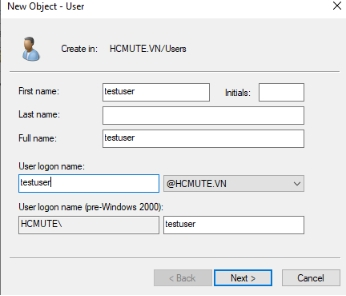 New Object - User
Create in: HCMUTE.VN/Users
First name: testuser Initials:
Last name:
Full name: testuser
User logon name:
testuser @HCMUTE.VN
User logon name (pre-Windows 2000):
HCMUTE\ testuser
< Back Next > Cancel